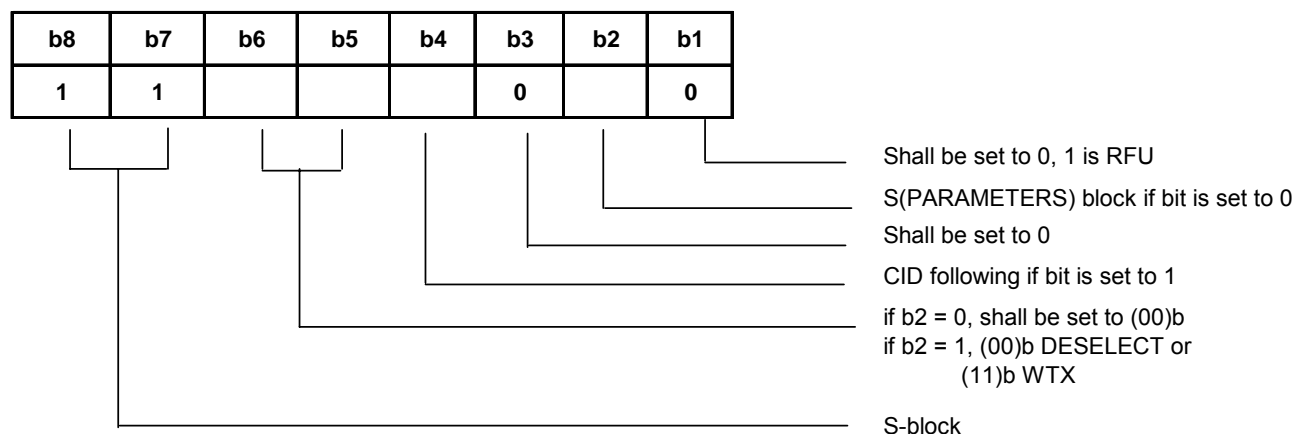 b8 b7 b6 b5 b4 b3 b2 b1
1 1 0 0
Shall be set to 0, 1 is RFU
S(PARAMETERS) block if bit is set to 0
Shall be set to 0
CID following if bit is set to 1
if b2 = 0, shall be set to (00)b
if b2 = 1, (00)b DESELECT or
(11)b WTX
S-block